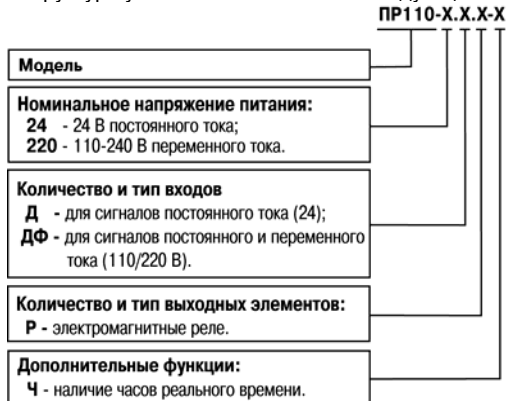 ПР110-Х.Х.Х-Х
Модель
Номинальное напряжение питания:
24 - 24 В постоянного тока;
220 - 110-240 В переменного тока.
Количество и тип входов
Д - для сигналов постоянного тока (24);
ДФ - для сигналов постоянного и переменного
тока (110/220 В).
Количество и тип выходных элементов:
Р - электромагнитные реле.
Дополнительные функции:
Ч - наличие часов реального времени.